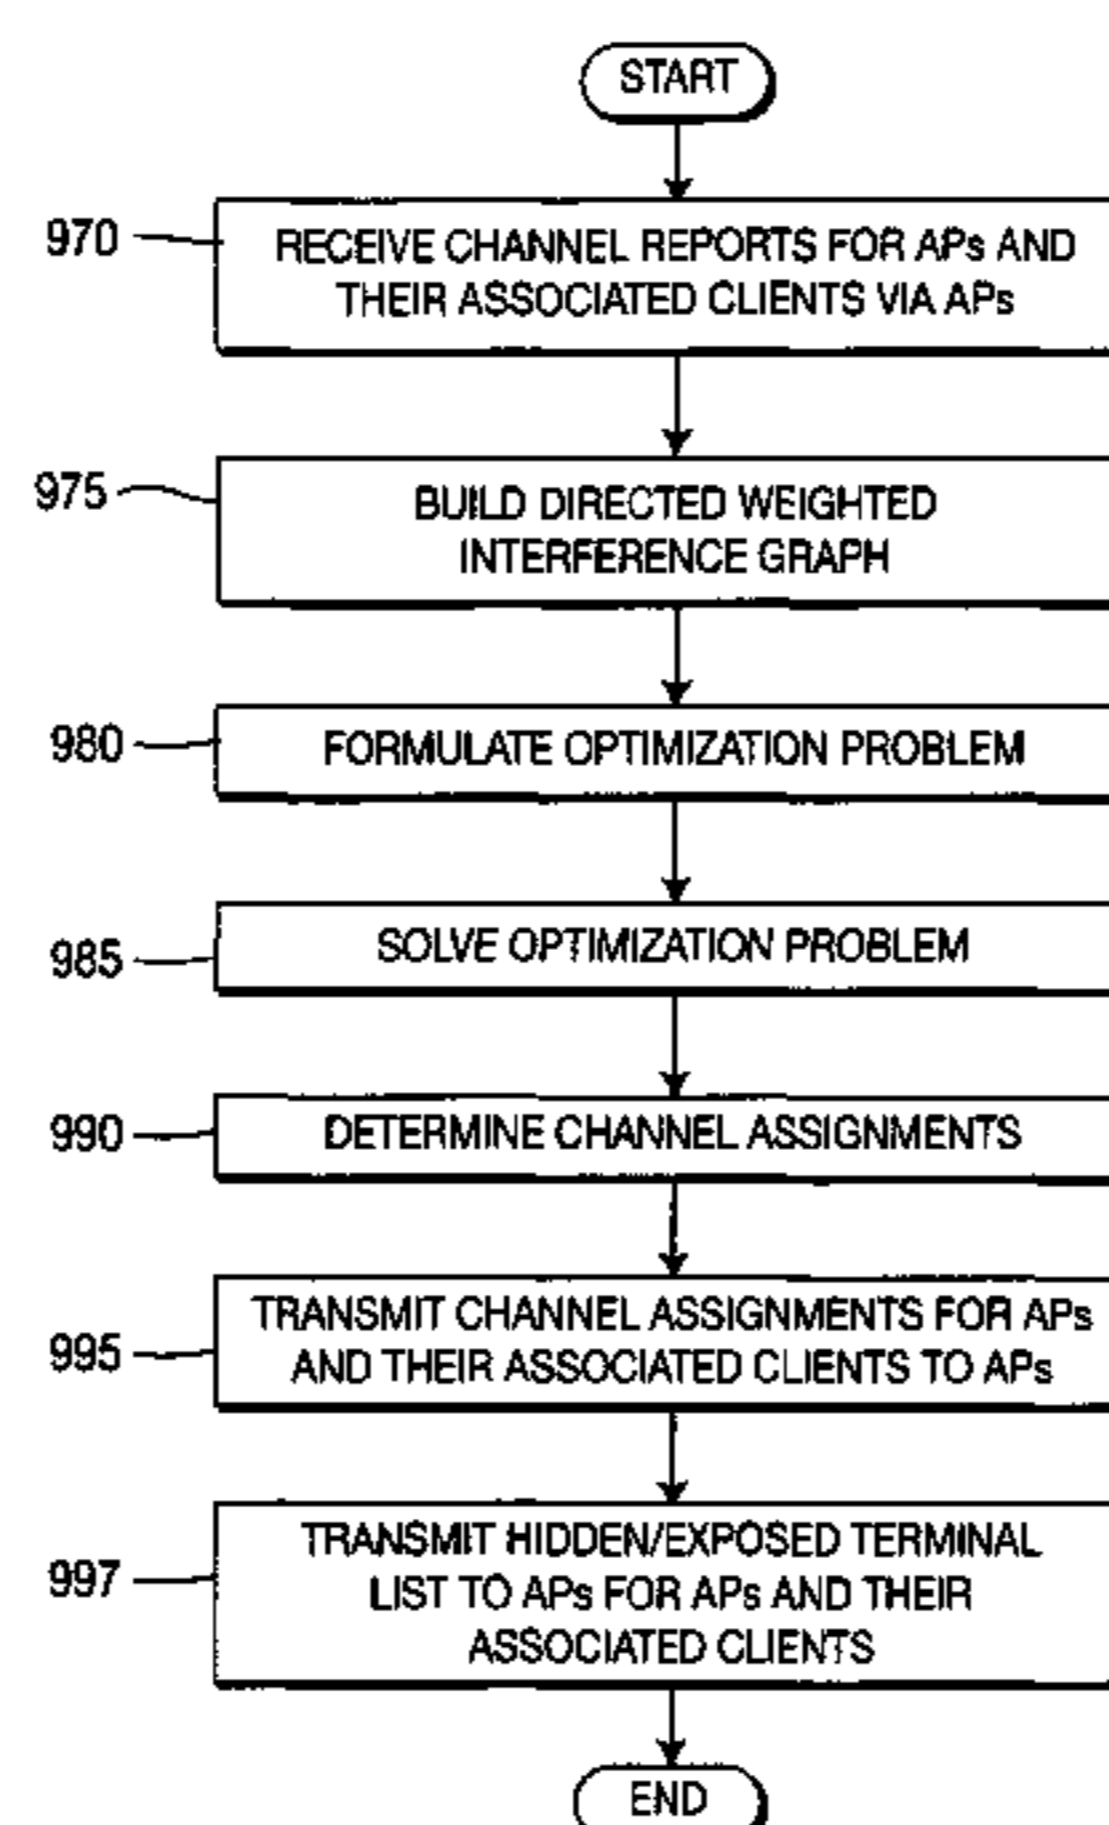 START
970
RECEIVE CHANNEL REPORTS FOR APs AND
THEIR ASSOCIATED CLIENTS VIA APs
975
BUILD DIRECTED WEIGHTED
INTERFERENCE GRAPH
980
FORMULATE OPTIMIZATION PROBLEM
985
SOLVE OPTIMIZATION PROBLEM
990
DETERMINE CHANNEL ASSIGNMENTS
995
TRANSMIT CHANNEL ASSIGNMENTS FOR APs
AND THEIR ASSOCIATED CLIENTS TO APs
997
TRANSMIT HIDDEN/EXPOSED TERMINAL
LIST TO APs FOR APs AND THEIR
ASSOCIATED CLIENTS
END